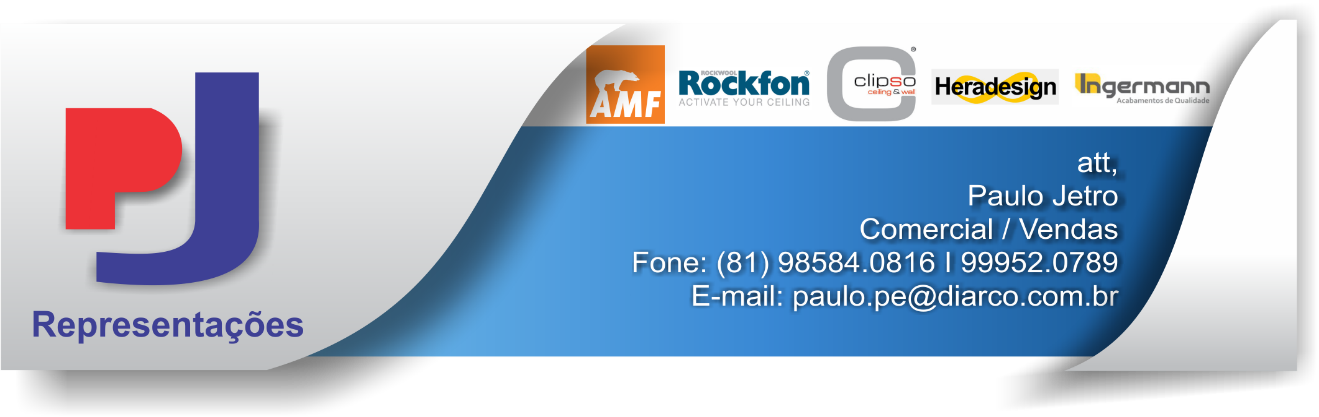 PJ
Representações
AMF
ROCKWOOL
Rockfon®
ACTIVATE YOUR CEILING
clipso®
ceiling & wall
Heradesign
Ingermann
Acabamentos de Qualidade
att,
Paulo Jetro
Comercial / Vendas
Fone: (81) 98584.0816 I 99952.0789
E-mail: paulo.pe@diarco.com.br